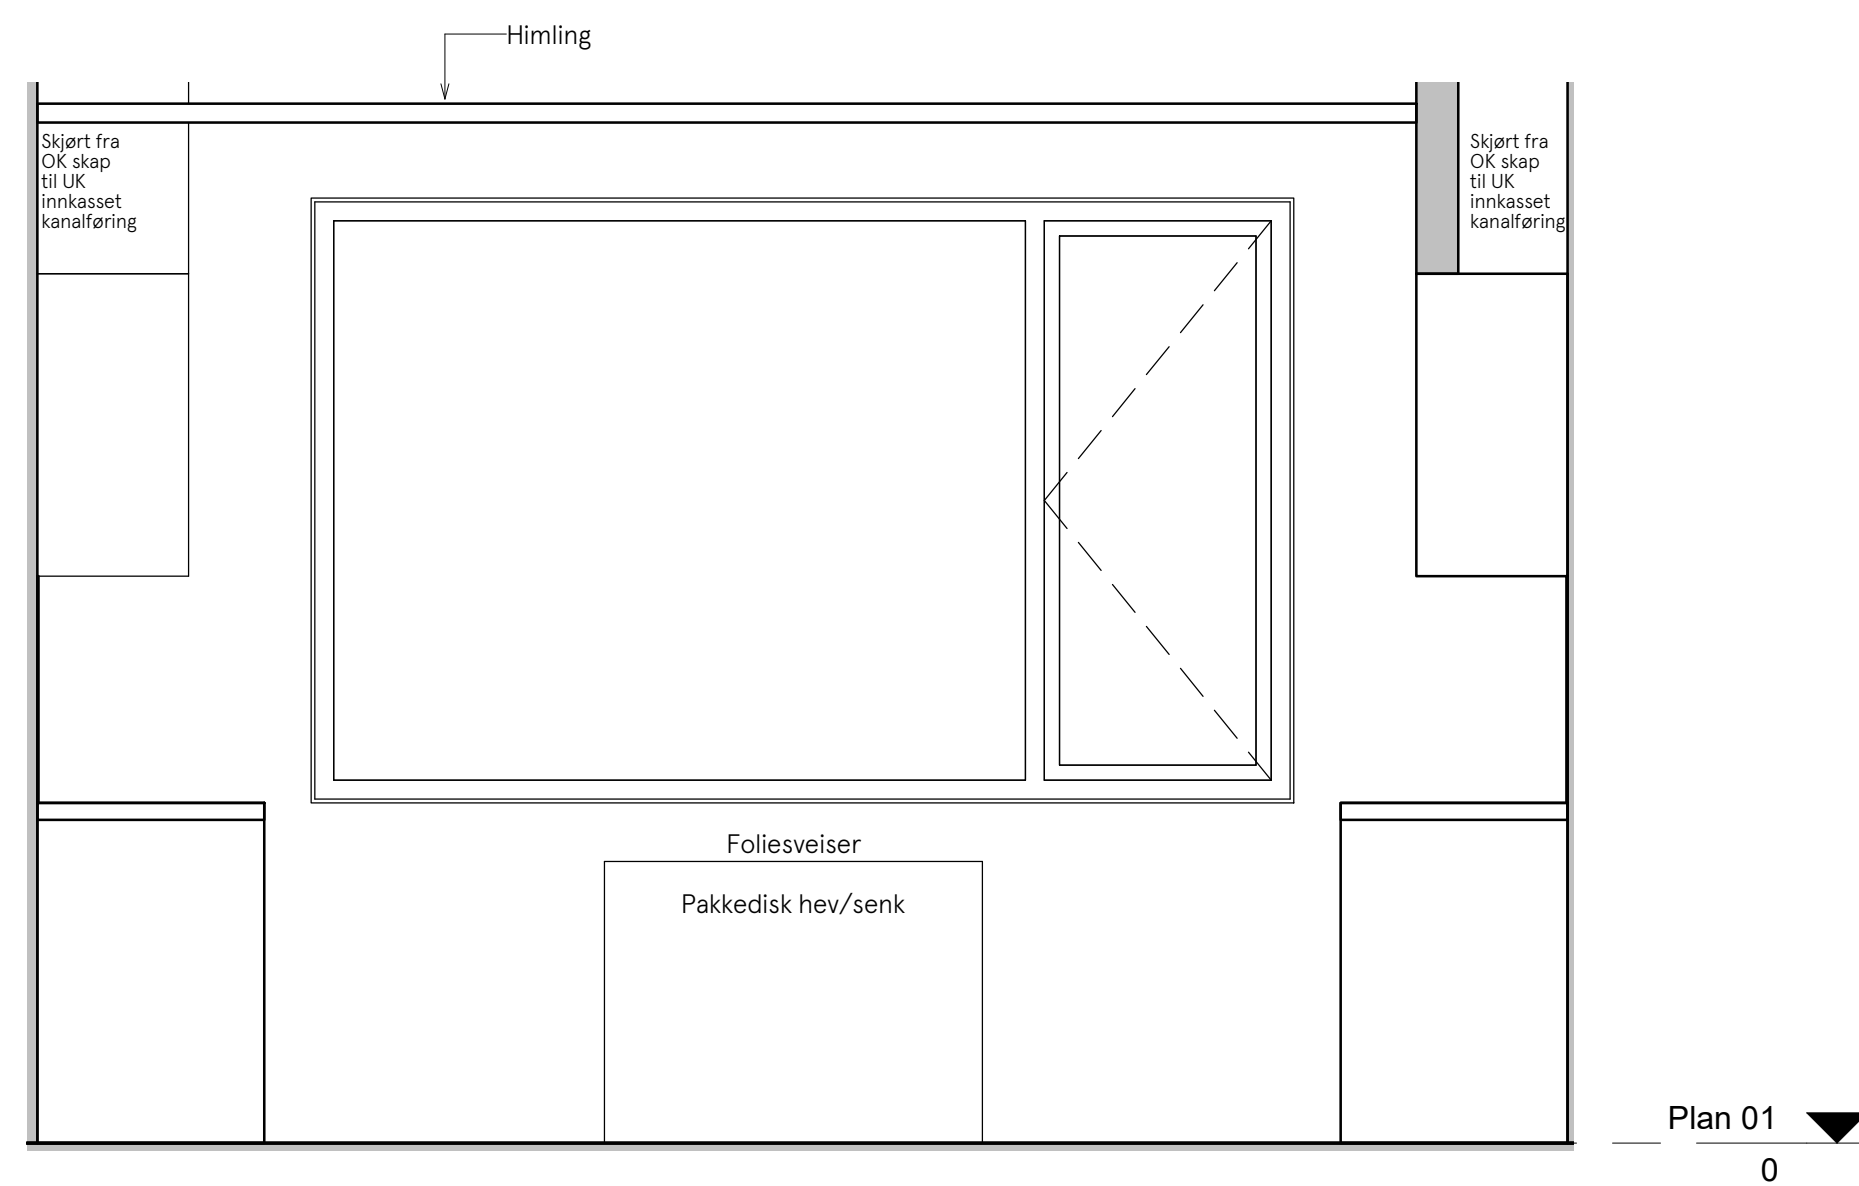 Himling
Skjørt fra
OK skap
til UK
innkasset
kanalføring
Skjørt fra
OK skap
til UK
innkasset
kanalføring
Foliesveiser
Pakkedisk hev/senk
Plan 01
0